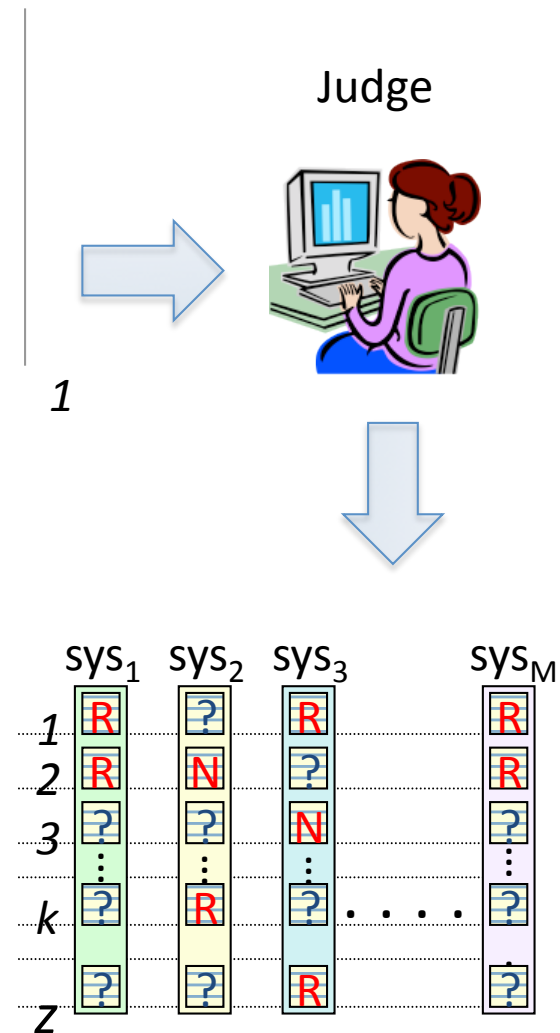 Judge
1
sys1 sys2 sys3 sysM
1 R ? R R
2 R N ? R
3 ? ? N ?
k ? R ? . . . . ?
z ? ? R ?